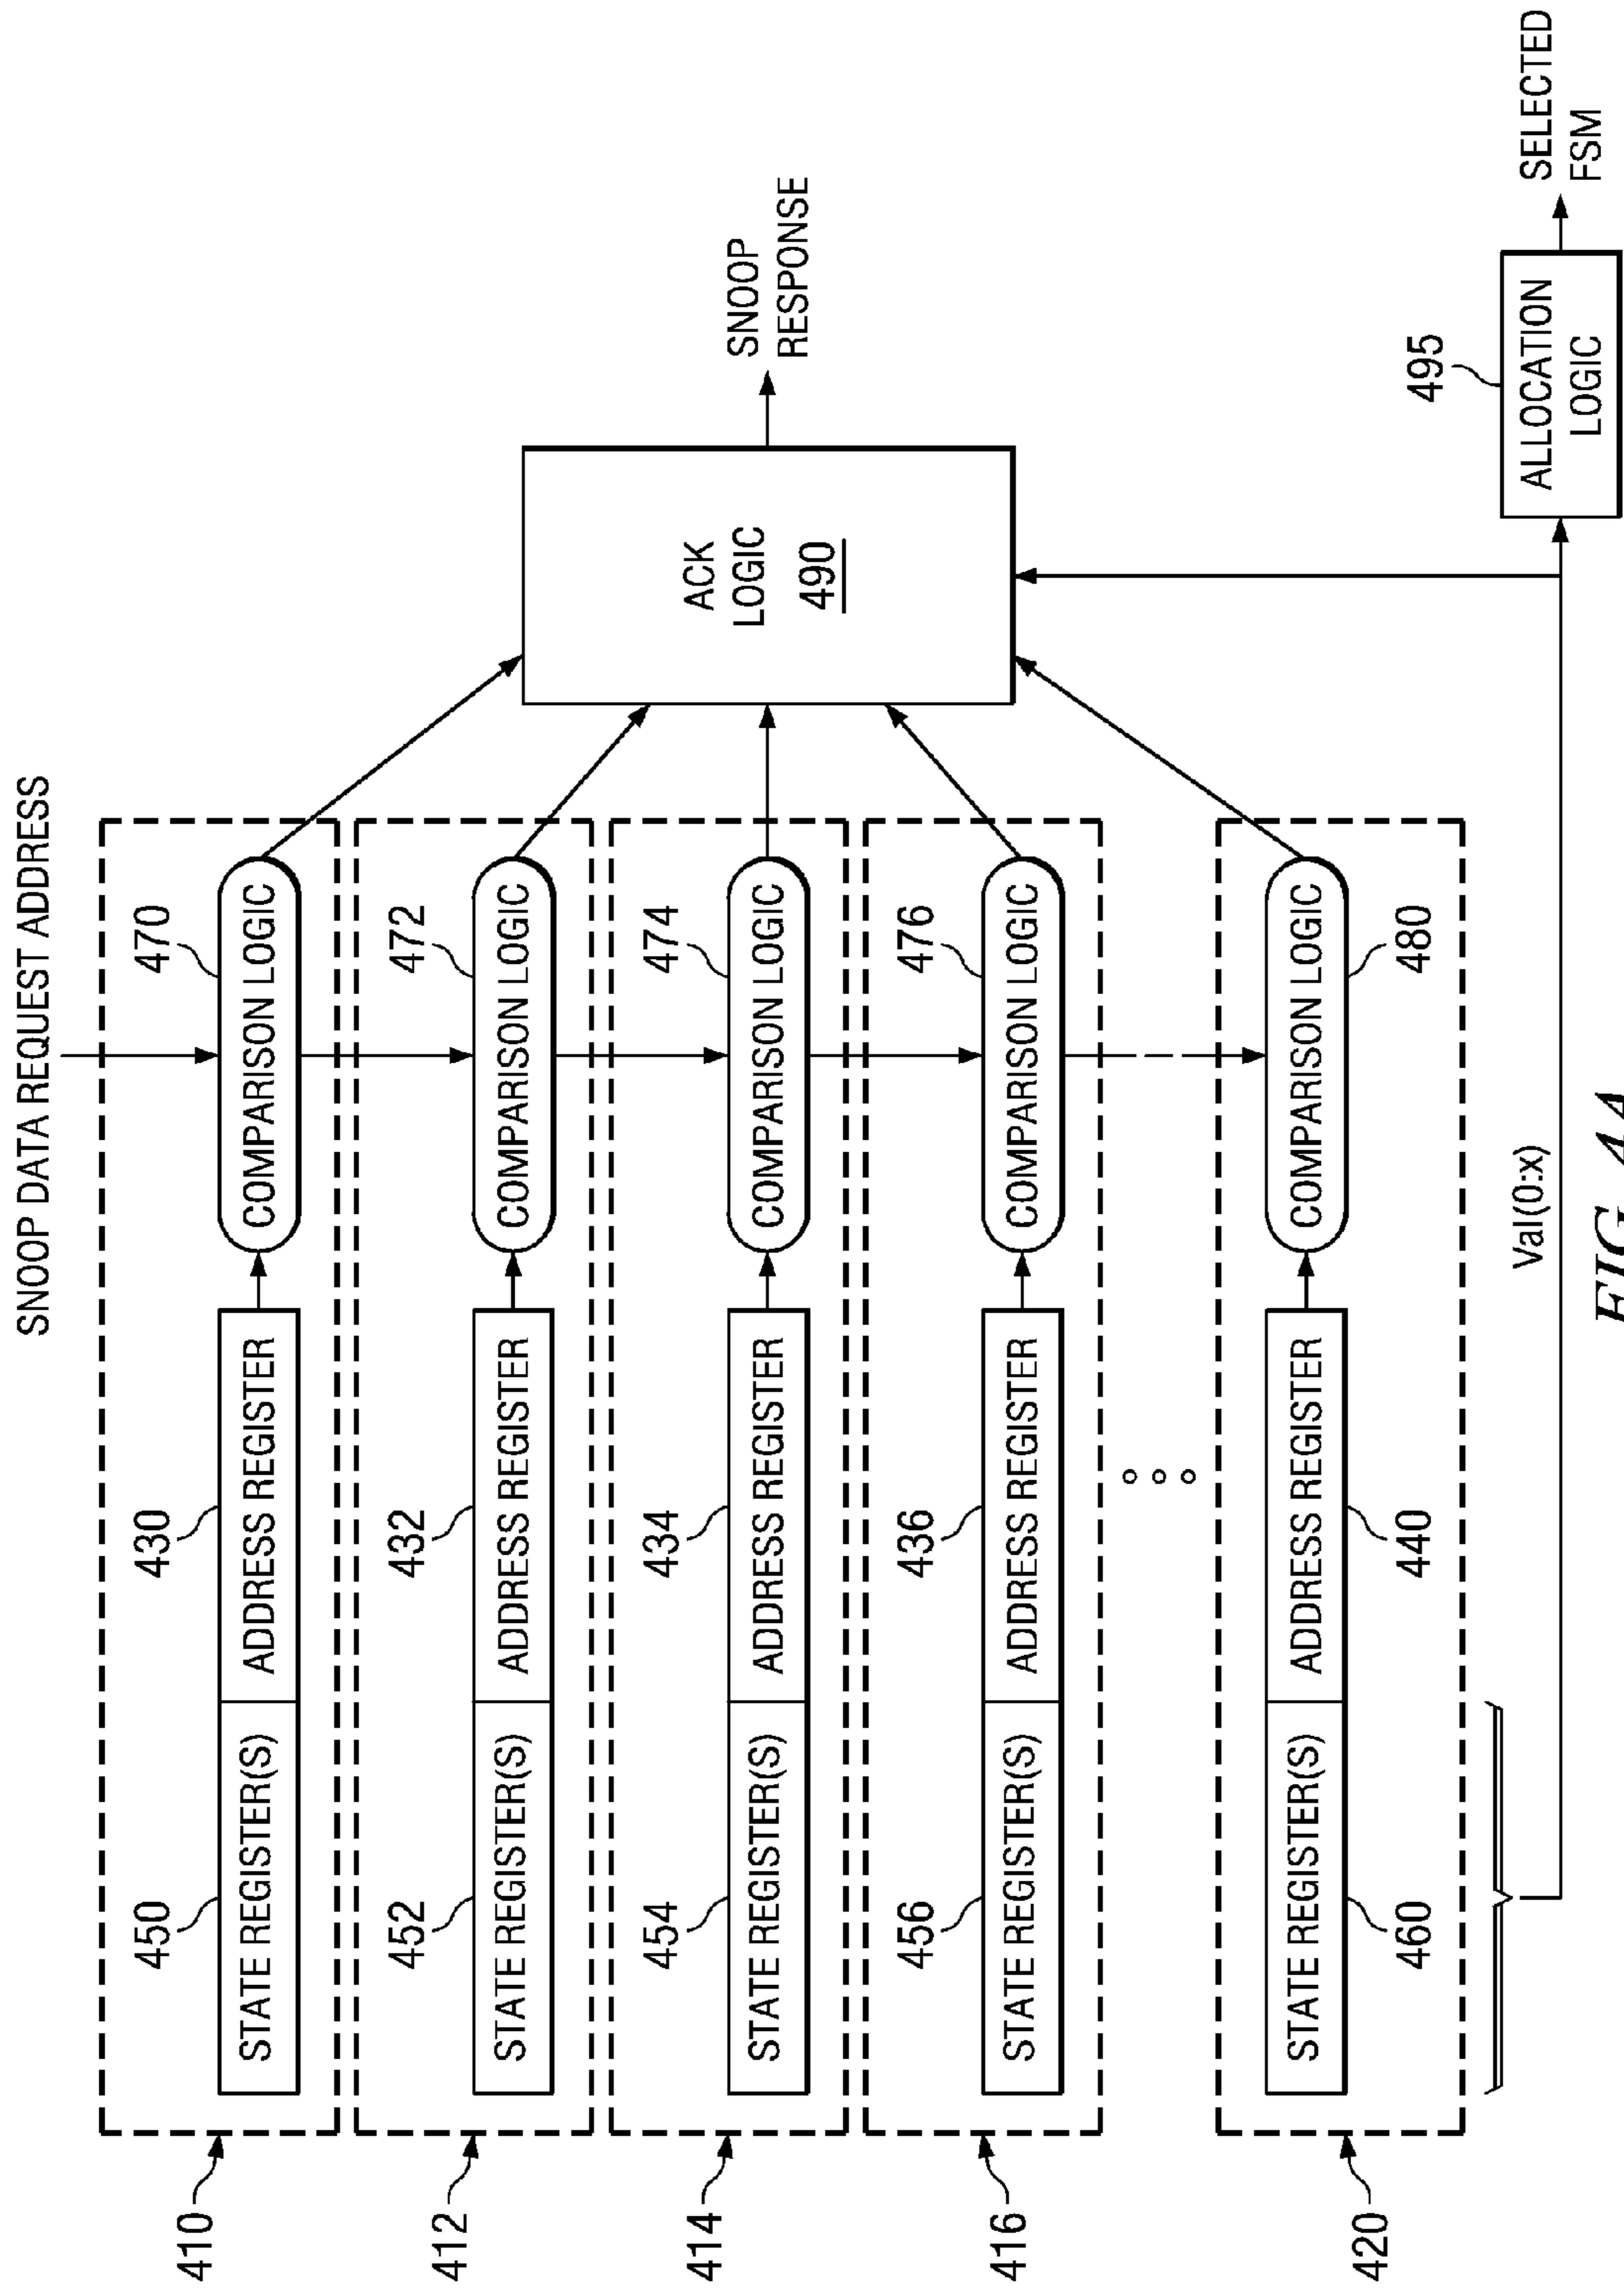 SNOOP DATA REQUEST ADDRESS
410
450
430
470
STATE REGISTER(S)
ADDRESS REGISTER
COMPARISON LOGIC
412
452
432
472
STATE REGISTER(S)
ADDRESS REGISTER
COMPARISON LOGIC
414
454
434
474
STATE REGISTER(S)
ADDRESS REGISTER
COMPARISON LOGIC
416
456
436
476
STATE REGISTER(S)
ADDRESS REGISTER
COMPARISON LOGIC
420
STATE REGISTER(S)
ADDRESS REGISTER
COMPARISON LOGIC
460
440
480
ACK
LOGIC
490
SNOOP
RESPONSE
Val(0:x)
495
ALLOCATION
LOGIC
SELECTED
FSM
FIG. 4A